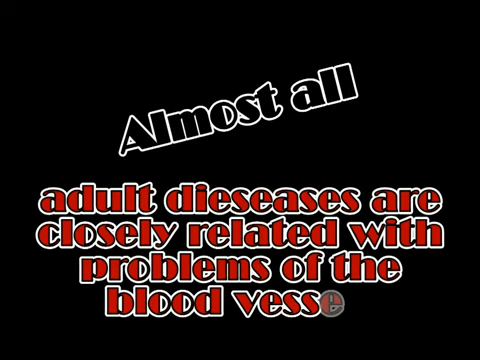 Almost all
adult dieseases are
closely related with
problems of the
blood vesse